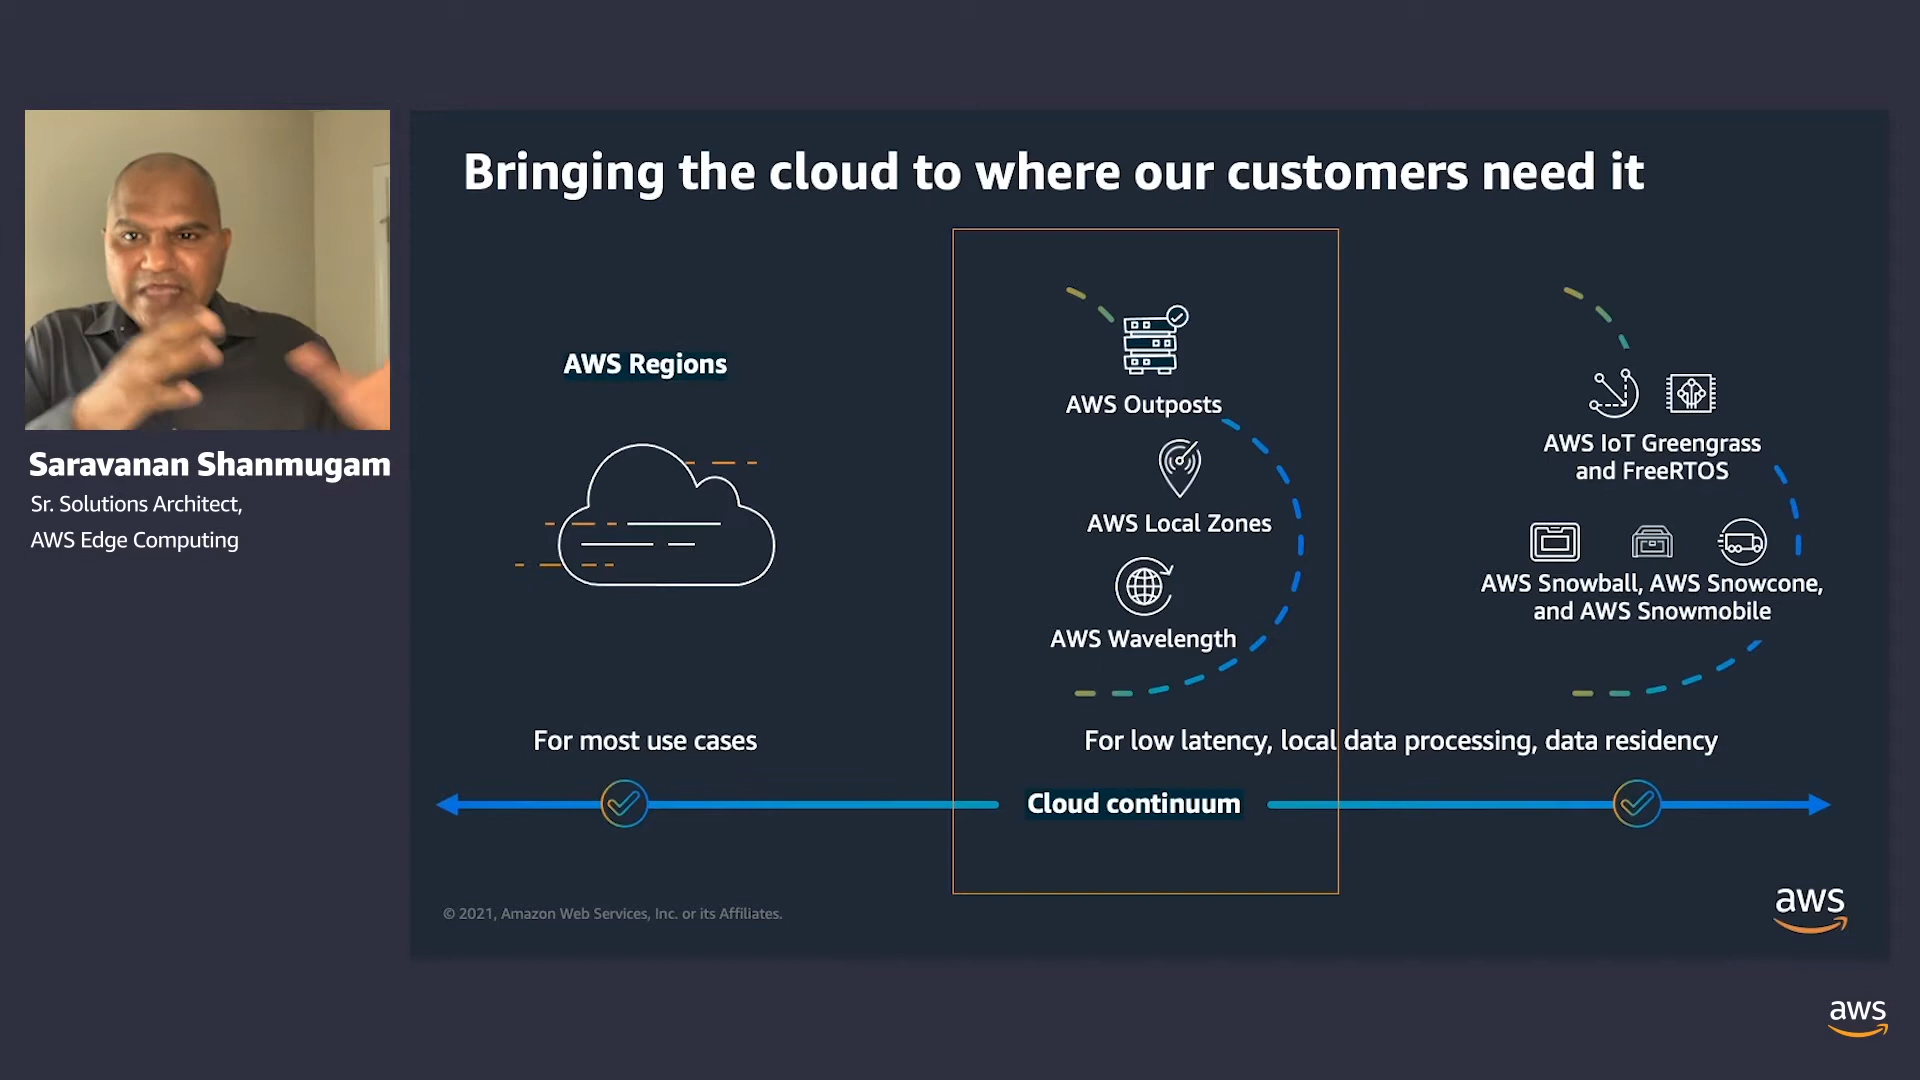 Bringing the cloud to where our customers need it
Saravanan Shanmugam
Sr. Solutions Architect,
AWS Edge Computing
AWS Regions
For most use cases
AWS Outposts
AWS Local Zones
AWS Wavelength
AWS IoT Greengrass
and FreeRTOS
AWS Snowball, AWS Snowcone,
and AWS Snowmobile
For low latency, local data processing, data residency
Cloud continuum
© 2021, Amazon Web Services, Inc. or its Affiliates.
aws
aws